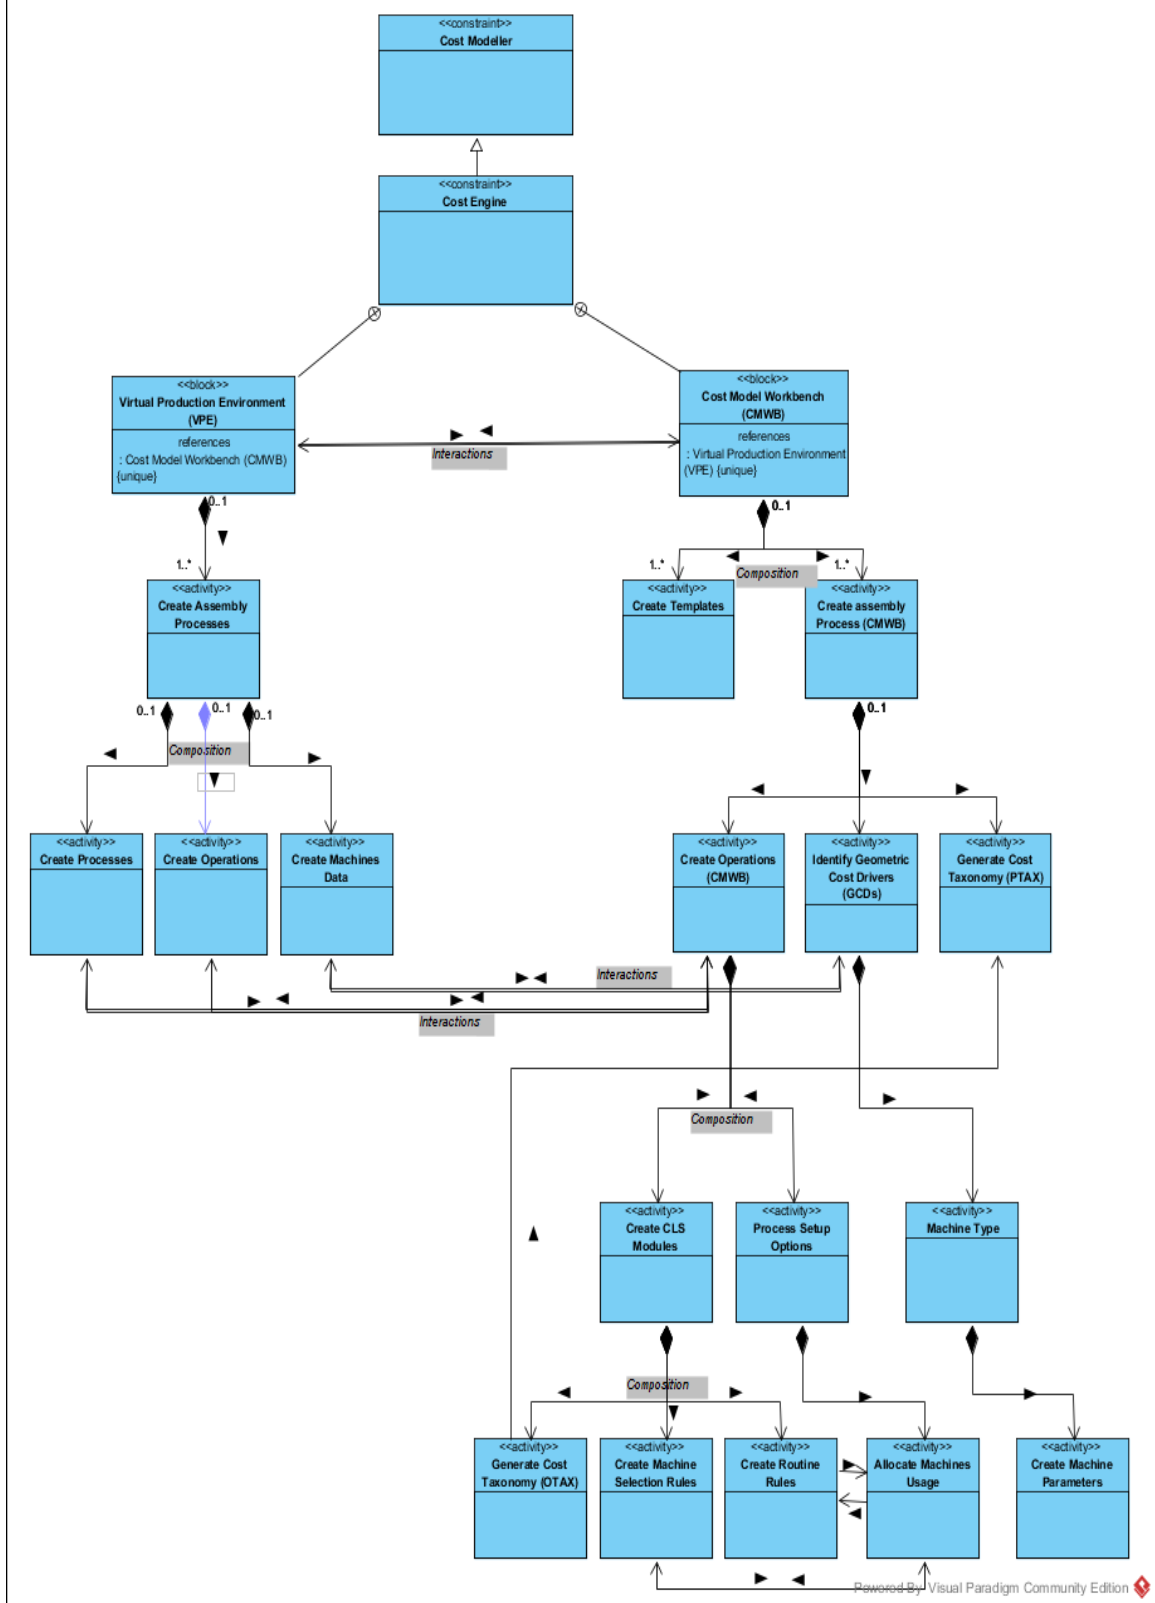 <<constraint>>
Cost Modeller
<<constraint>>
Cost Engine
<<block>>
Virtual Production Environment
(VPE)
references
: Cost Model Workbench (CMWB)
{unique}
<<block>>
Cost Model Workbench
(CMWB)
references
: Virtual Production Environment
(VPE) {unique}
Interactions
0..1
0..1
1..*
1..*
1..*
Composition
<<activity>>
Create Assembly
Processes
<<activity>>
Create Templates
<<activity>>
Create assembly
Process (CMWB)
0..1
0..1
0..1
0..1
Composition
<<activity>>
Create Processes
<<activity>>
Create Operations
<<activity>>
Create Machines
Data
<<activity>>
Create Operations
(CMWB)
<<activity>>
Identify Geometric
Cost Drivers
(GCDs)
<<activity>>
Generate Cost
Taxonomy (PTAX)
Interactions
Interactions
Composition
<<activity>>
Create CLS
Modules
<<activity>>
Process Setup
Options
<<activity>>
Machine Type
Composition
<<activity>>
Generate Cost
Taxonomy (OTAX)
<<activity>>
Create Machine
Selection Rules
<<activity>>
Create Routine
Rules
<<activity>>
Allocate Machines
Usage
<<activity>>
Create Machine
Parameters
Powered By Visual Paradigm Community Edition